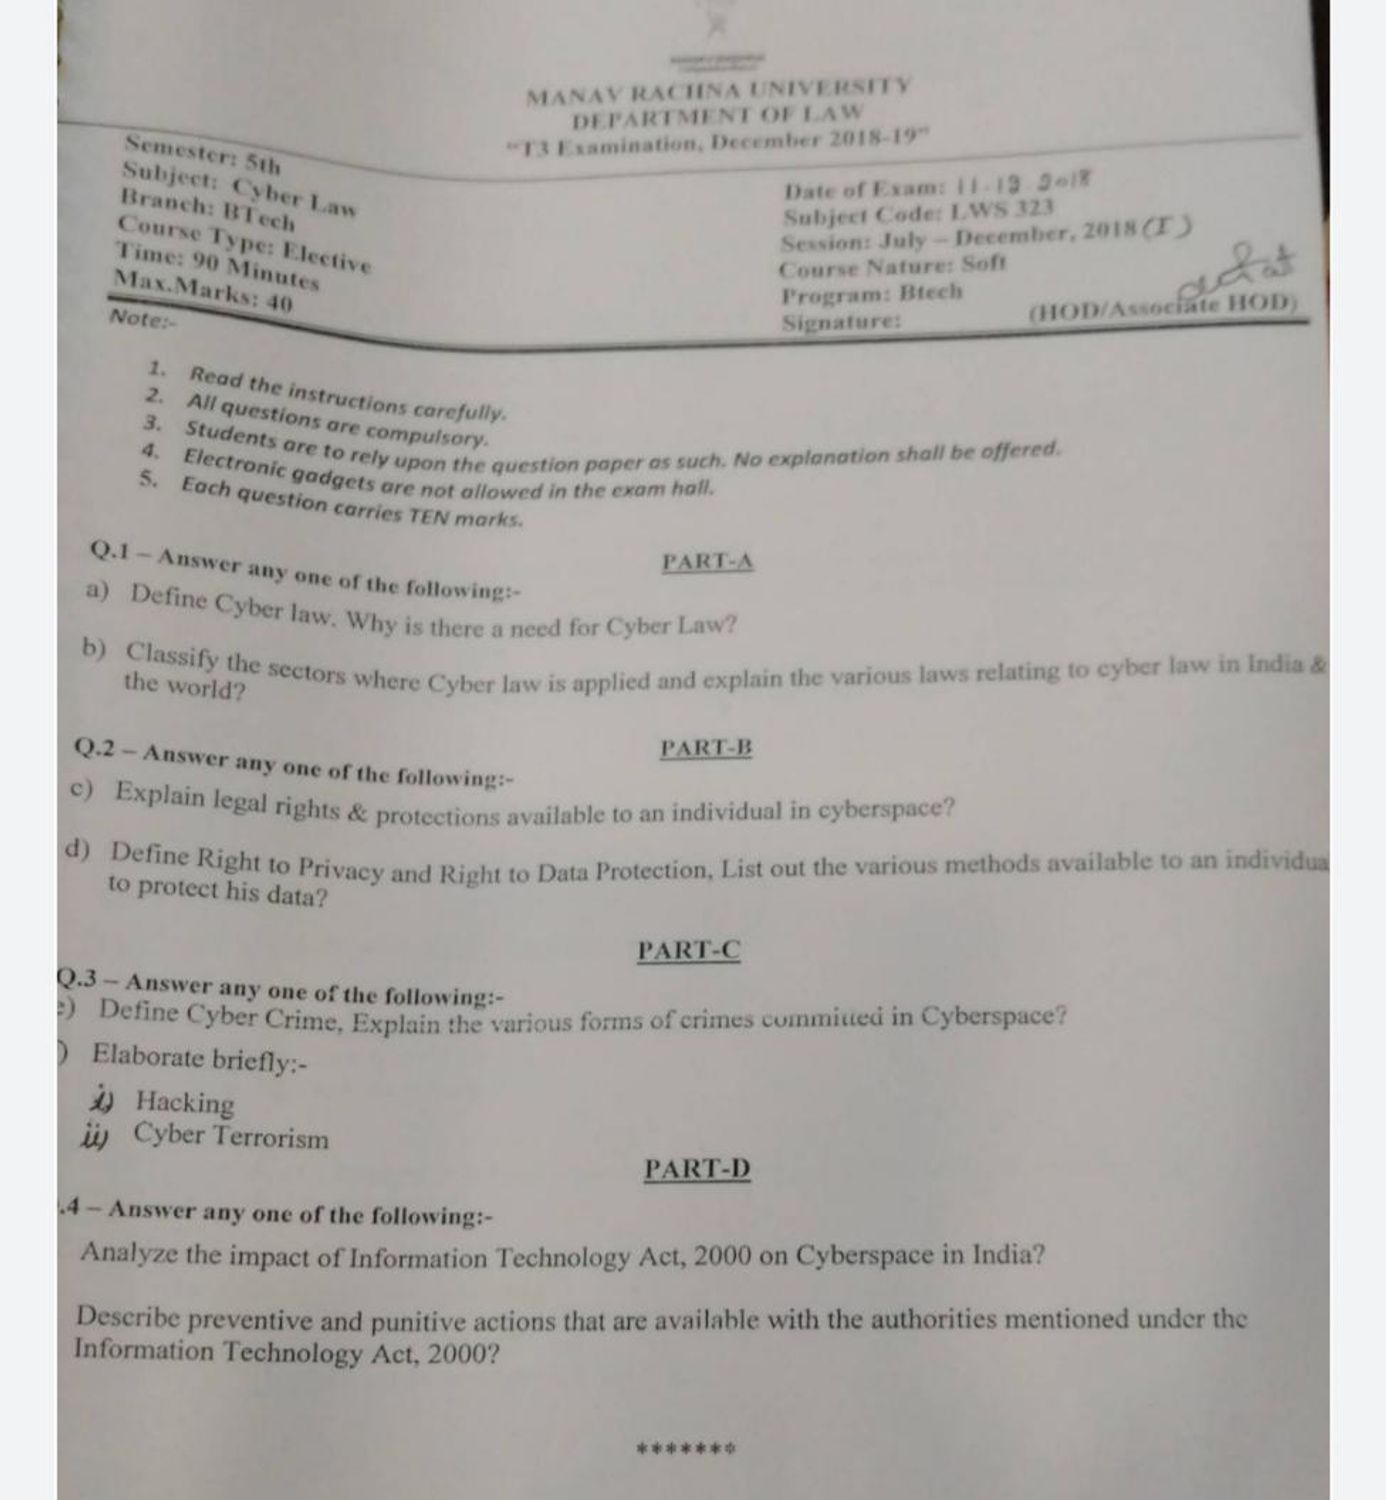 MANAV RACHNA UNIVERSITY
DEPARTMENT OF LAW
"T3 Examination, December 2018-19"
Semester: 5th
Subject: Cyber Law
Branch: BTech
Course Type: Elective
Time: 90 Minutes
Max.Marks: 40
Date of Exam: 11.12.2018
Subject Code: LWS 323
Session: July – December, 2018 (I)
Course Nature: Soft
Program: Btech
Signature: (HOD/Associate HOD)
Note:-
1. Read the instructions carefully.
2. All questions are compulsory.
3. Students are to rely upon the question paper as such. No explanation shall be offered.
4. Electronic gadgets are not allowed in the exam hall.
5. Each question carries TEN marks.
PART-A
Q.1 – Answer any one of the following:-
a) Define Cyber law. Why is there a need for Cyber Law?
b) Classify the sectors where Cyber law is applied and explain the various laws relating to cyber law in India &
the world?
PART-B
Q.2 – Answer any one of the following:-
c) Explain legal rights & protections available to an individual in cyberspace?
d) Define Right to Privacy and Right to Data Protection, List out the various methods available to an individua
to protect his data?
PART-C
Q.3 – Answer any one of the following:-
e) Define Cyber Crime, Explain the various forms of crimes committed in Cyberspace?
) Elaborate briefly:-
i) Hacking
ii) Cyber Terrorism
PART-D
.4 – Answer any one of the following:-
Analyze the impact of Information Technology Act, 2000 on Cyberspace in India?
Describe preventive and punitive actions that are available with the authorities mentioned under the
Information Technology Act, 2000?
*******